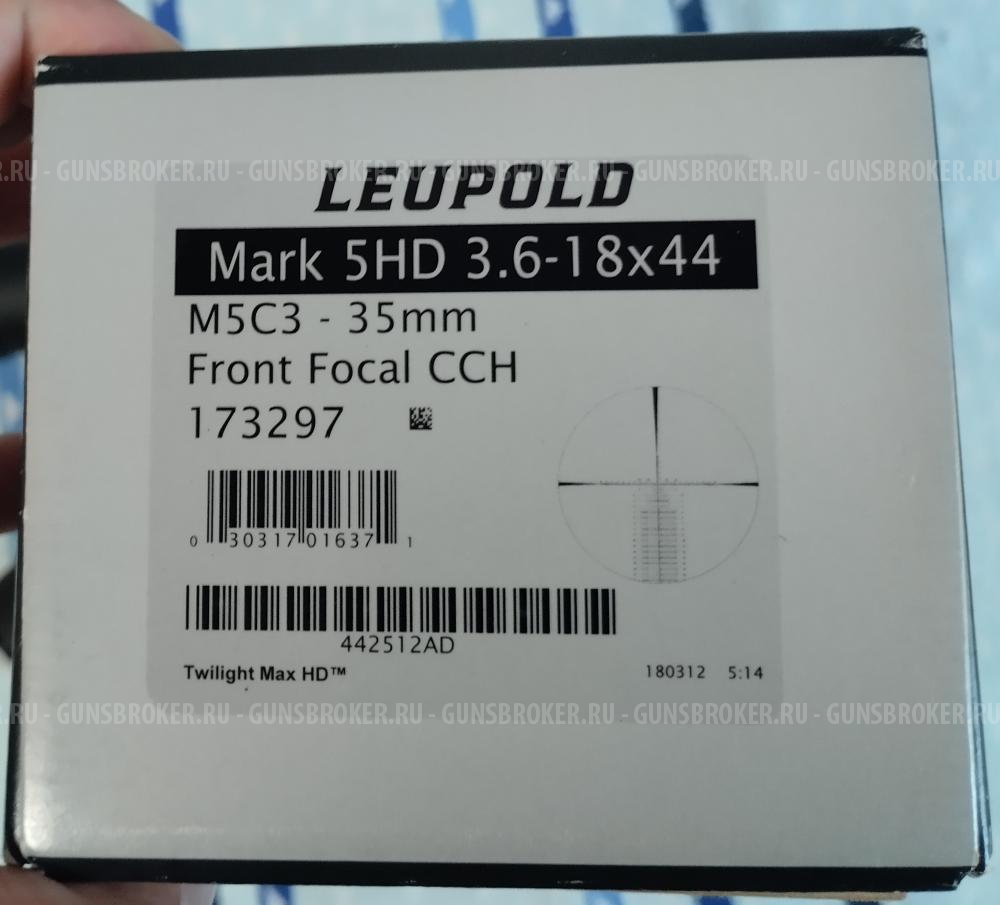 .RU - GUNSBROKER.RU - GUNSBROKER.RU - GUNSBROKER.RU - GUNSBROKER.RU - GUNSBROKER.RU
LEUPOLD
Mark 5HD 3.6-18x44
M5C3 - 35mm
Front Focal CCH
173297
0 30317 01637 1
442512AD
Twilight Max HD™ 180312 5:14
.RU - GUNSBROKER.RU - GUNSBROKER.RU - GUNSBROKER.RU - GUNSBROKER.RU - GUNSBROKER.RU